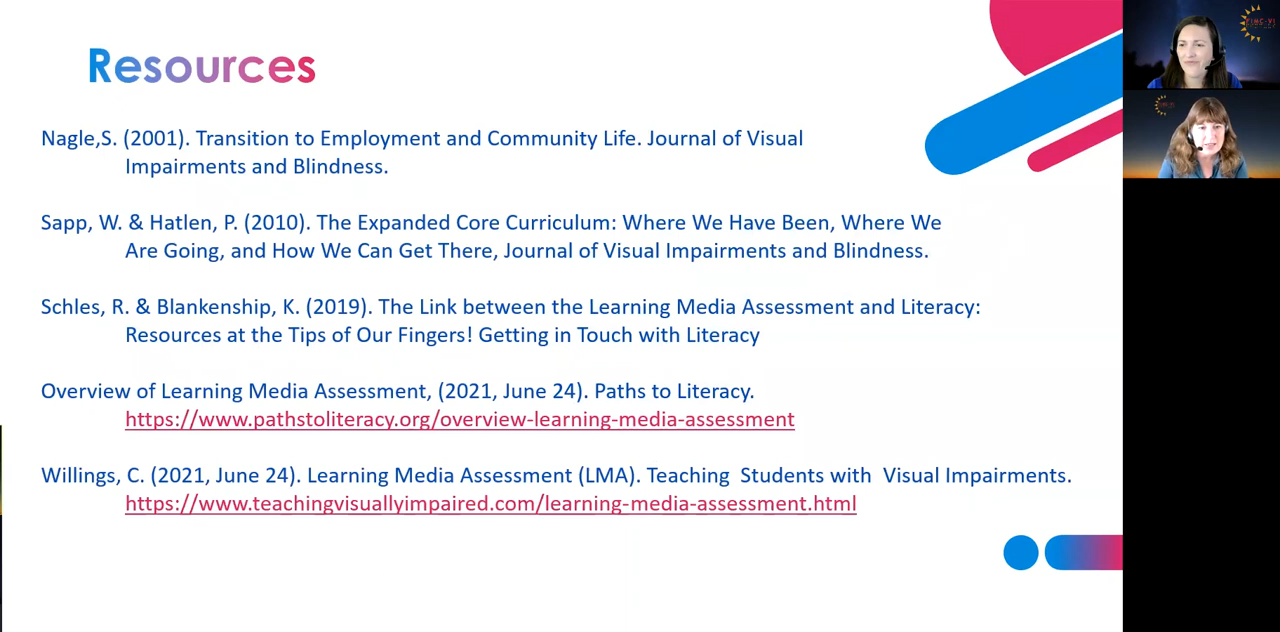 Resources
Nagle,S. (2001). Transition to Employment and Community Life. Journal of Visual
Impairments and Blindness.
Sapp, W. & Hatlen, P. (2010). The Expanded Core Curriculum: Where We Have Been, Where We
Are Going, and How We Can Get There, Journal of Visual Impairments and Blindness.
Schles, R. & Blankenship, K. (2019). The Link between the Learning Media Assessment and Literacy:
Resources at the Tips of Our Fingers! Getting in Touch with Literacy
Overview of Learning Media Assessment, (2021, June 24). Paths to Literacy.
https://www.pathstoliteracy.org/overview-learning-media-assessment
Willings, C. (2021, June 24). Learning Media Assessment (LMA). Teaching  Students with  Visual Impairments.
https://www.teachingvisuallyimpaired.com/learning-media-assessment.html